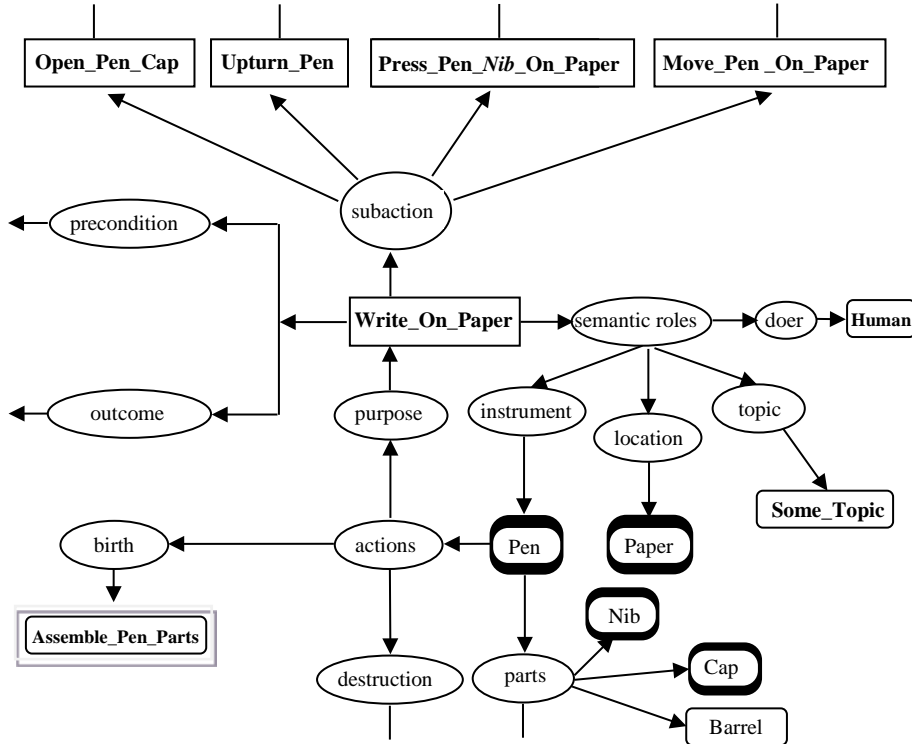 Open_Pen_Cap
Upturn_Pen
Press_Pen_Nib_On_Paper
Move_Pen _On_Paper
subaction
precondition
Write_On_Paper
semantic roles
doer
Human
outcome
purpose
instrument
location
topic
Some_Topic
birth
actions
Pen
Paper
Assemble_Pen_Parts
Nib
destruction
parts
Cap
Barrel